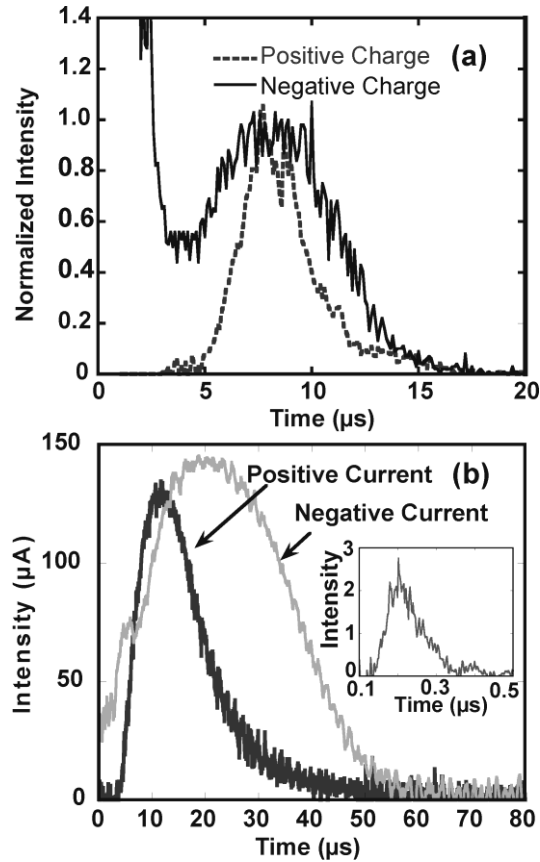 (a)
Positive Charge
Negative Charge
Normalized Intensity
1.4
1.2
1.0
0.8
0.6
0.4
0.2
0
0 5 10 15 20
Time (µs)
(b)
Positive Current
Negative Current
Intensity (µA)
150
100
50
0
0 10 20 30 40 50 60 70 80
Time (µs)
Intensity
3
2
1
0
0.1 0.3 0.5
Time (µs)